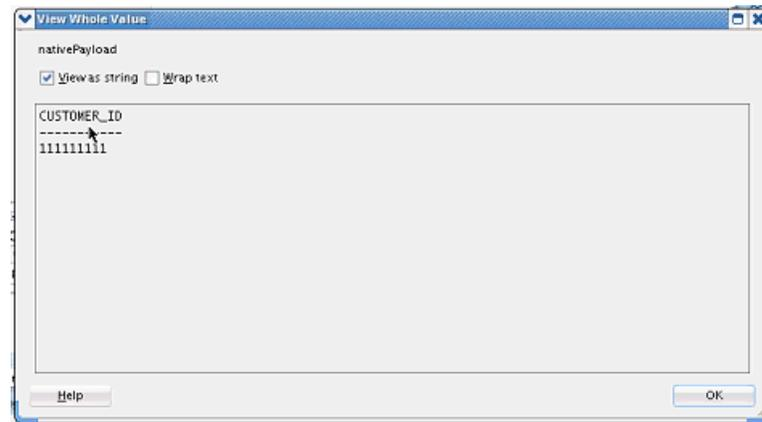 View Whole Value
nativePayload
View as string Wrap text
CUSTOMER_ID
-----------
111111111
Help OK